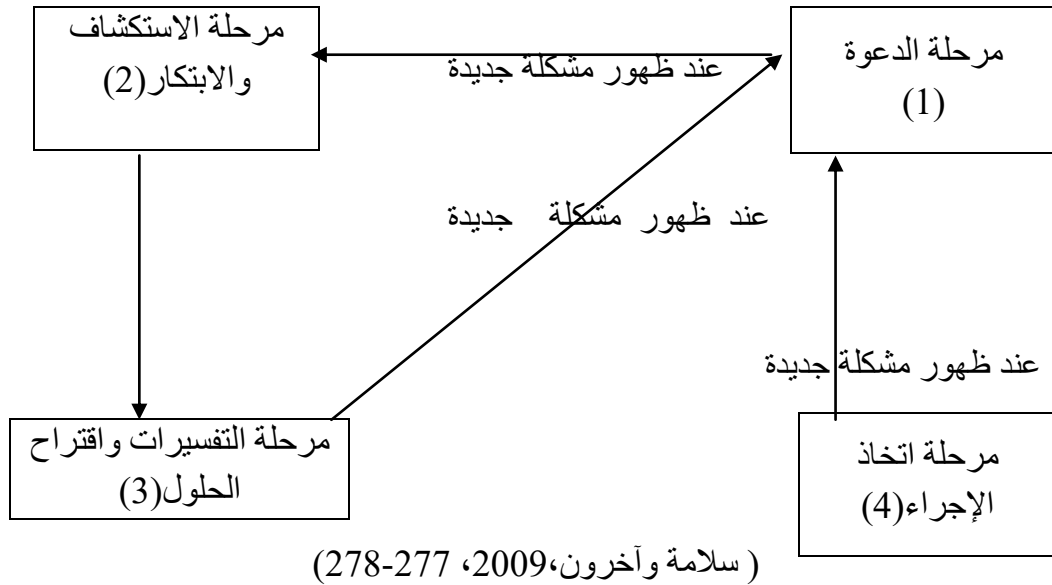 مرحلة الدعوة
(1)
مرحلة الاستكشاف
والابتكار(2)
عند ظهور مشكلة جديدة
عند ظهور مشكلة جديدة
عند ظهور مشكلة جديدة
مرحلة التفسيرات واقتراح
الحلول(3)
مرحلة اتخاذ
الإجراء(4)
( سلامة وآخرون،2009، 277-278)